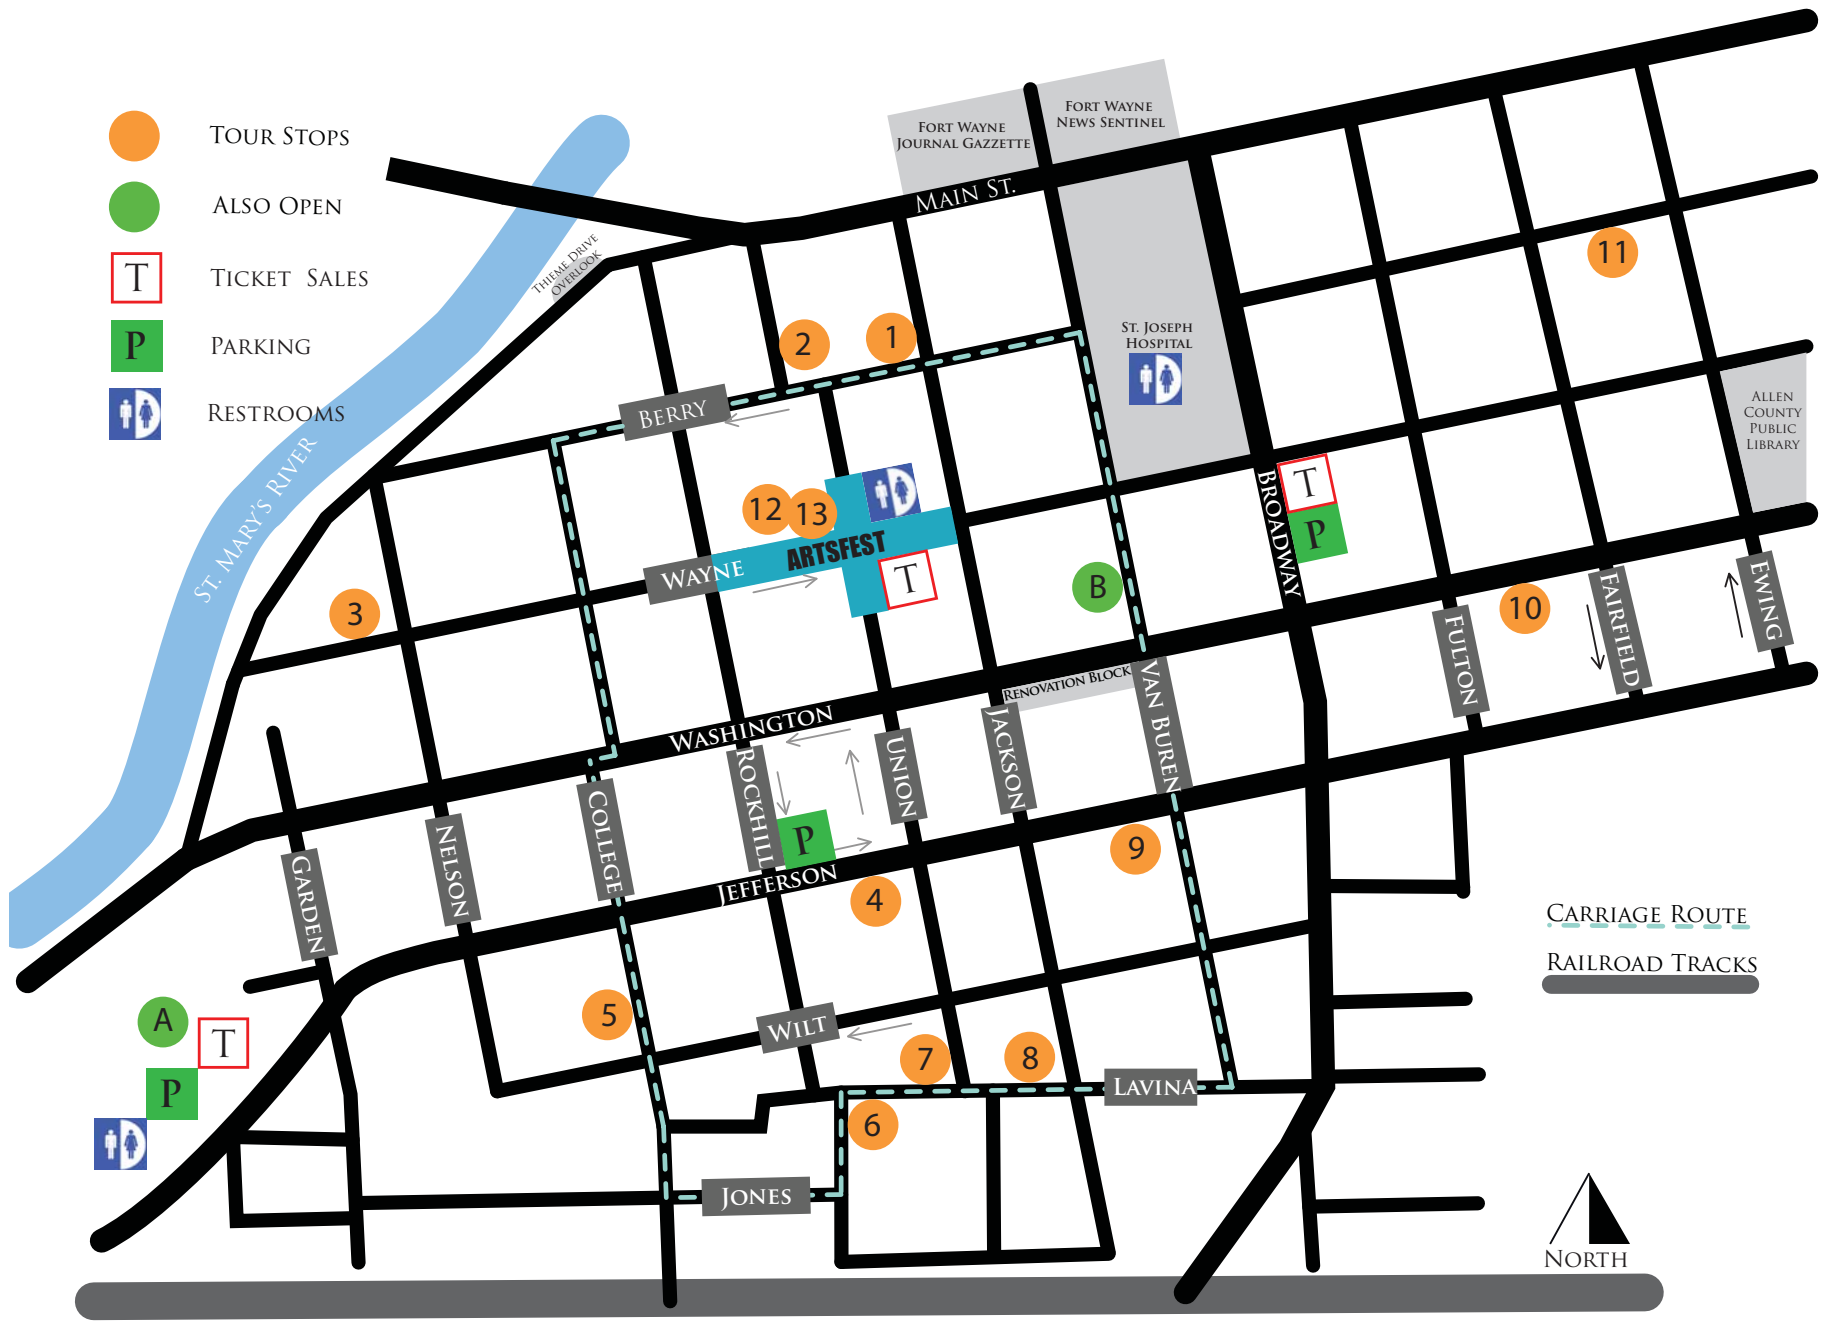 Tour Stops
Also Open
T
Ticket Sales
P
Parking
Restrooms
St. Mary's River
Thieme Drive
Overlook
Fort Wayne
Journal Gazzette
Fort Wayne
News Sentinel
Main St.
St. Joseph
Hospital
11
2
1
Berry
Allen
County
Public
Library
12
13
ARTSFEST
Wayne
T
T
P
Broadway
B
3
10
Fulton
Fairfield
Ewing
Renovation Block
Washington
Rockhill
Union
Jackson
Van Buren
College
Nelson
Garden
P
Jefferson
4
9
5
Wilt
7
8
Lavina
6
Jones
A
T
P
Carriage Route
Railroad Tracks
North